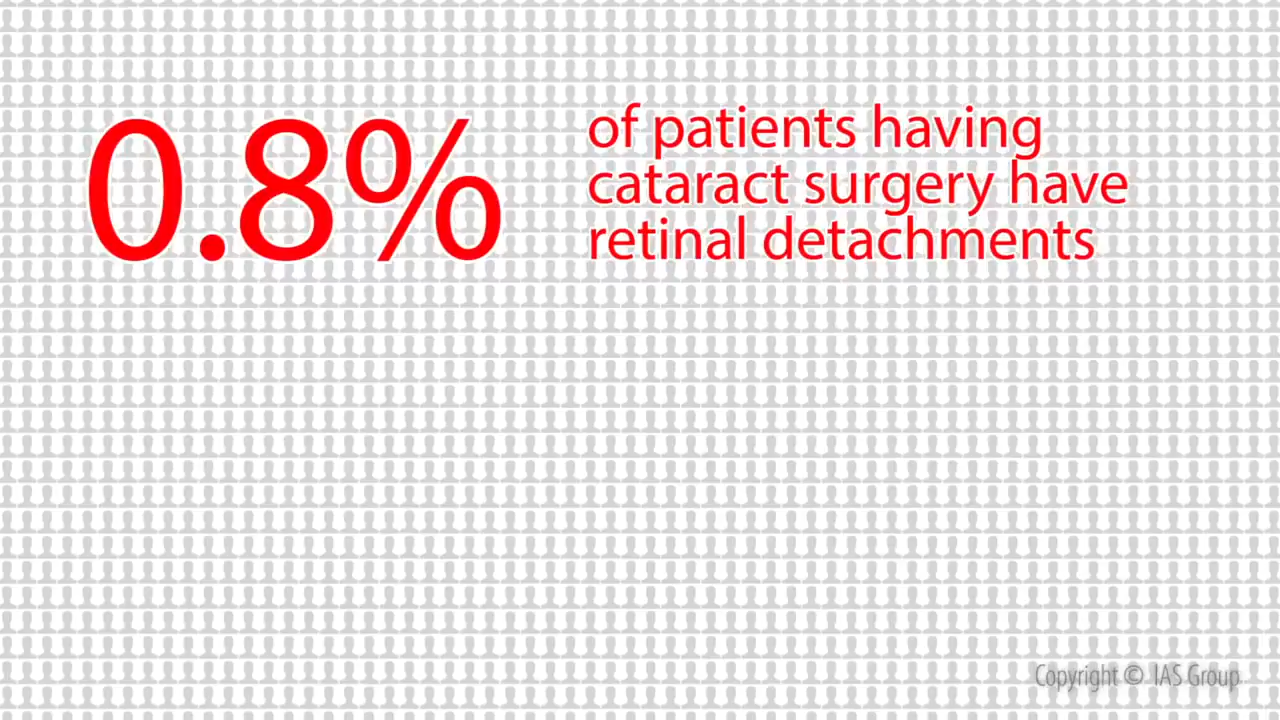 0.8%
of patients having
cataract surgery have
retinal detachments
Copyright © IAS Group